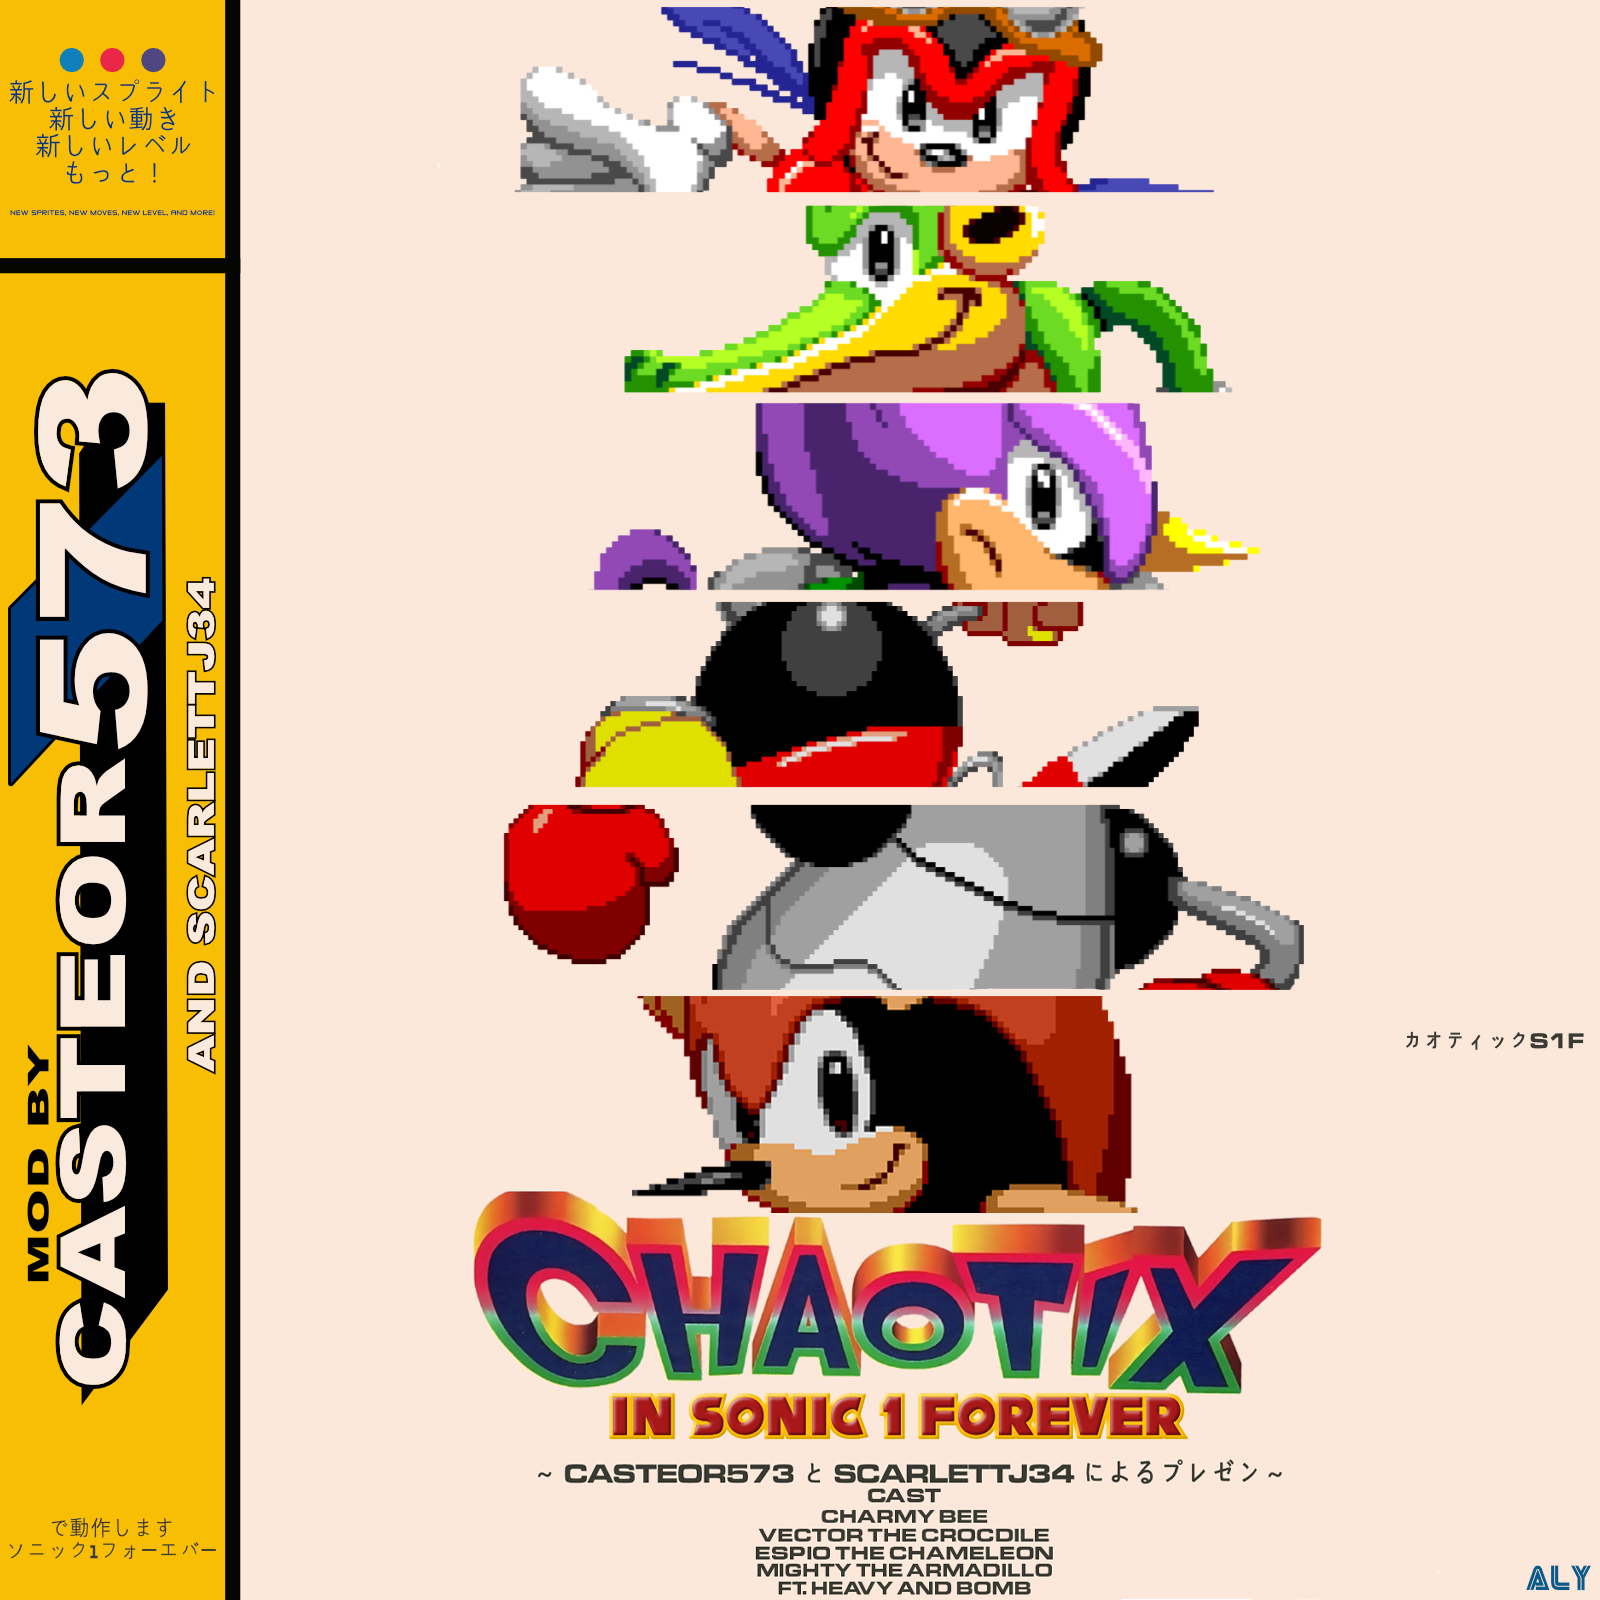 新しいスプライト
新しい動き
新しいレベル
もっと！
NEW SPRITES, NEW MOVES, NEW LEVEL, AND MORE!
MOD BY
CASTEOR573
AND SCARLETTJ34
で動作します
ソニック1フォーエバー
カオティックS1F
CHAOTIX
IN SONIC 1 FOREVER
~ CASTEOR573 と SCARLETTJ34 によるプレゼン ~
CAST
CHARMY BEE
VECTOR THE CROCDILE
ESPIO THE CHAMELEON
MIGHTY THE ARMADILLO
FT. HEAVY AND BOMB
ALY